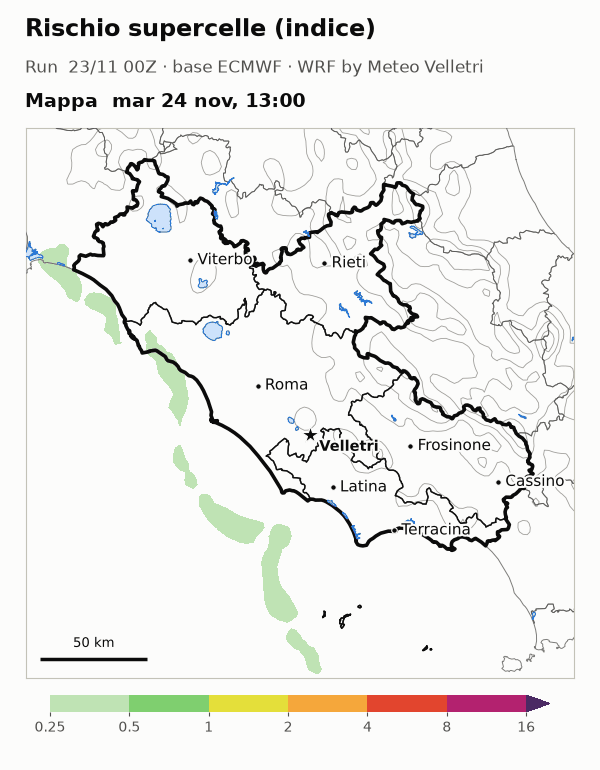 Rischio supercelle (indice)
Run  23/11 00Z · base ECMWF · WRF by Meteo Velletri
Mappa  mar 24 nov, 13:00
Viterbo
Rieti
Roma
Velletri
Frosinone
Cassino
Latina
Terracina
50 km
0.25 0.5 1 2 4 8 16